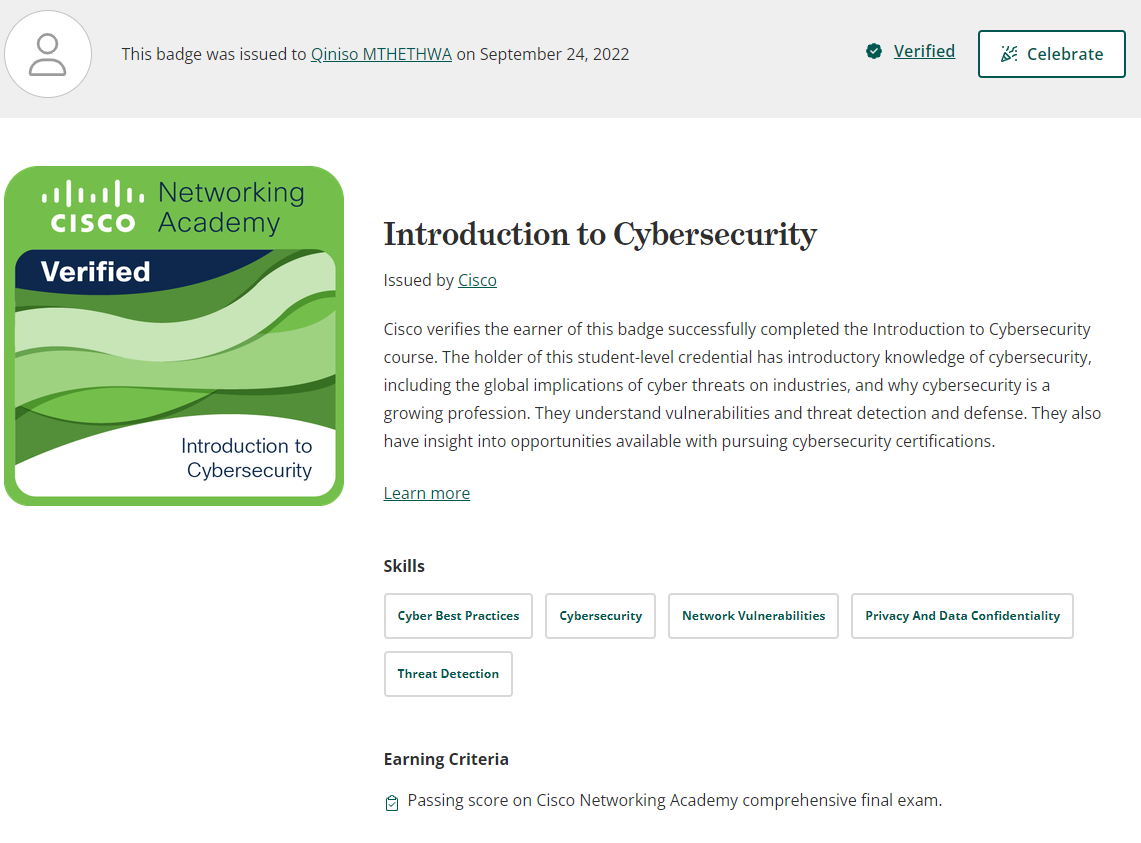 This badge was issued to Qiniso MTHETHWA on September 24, 2022
Verified
Celebrate
CISCO
Networking
Academy
Verified
Introduction to
Cybersecurity
Introduction to Cybersecurity
Issued by Cisco
Cisco verifies the earner of this badge successfully completed the Introduction to Cybersecurity
course. The holder of this student-level credential has introductory knowledge of cybersecurity,
including the global implications of cyber threats on industries, and why cybersecurity is a
growing profession. They understand vulnerabilities and threat detection and defense. They also
have insight into opportunities available with pursuing cybersecurity certifications.
Learn more
Skills
Cyber Best Practices
Cybersecurity
Network Vulnerabilities
Privacy And Data Confidentiality
Threat Detection
Earning Criteria
Passing score on Cisco Networking Academy comprehensive final exam.